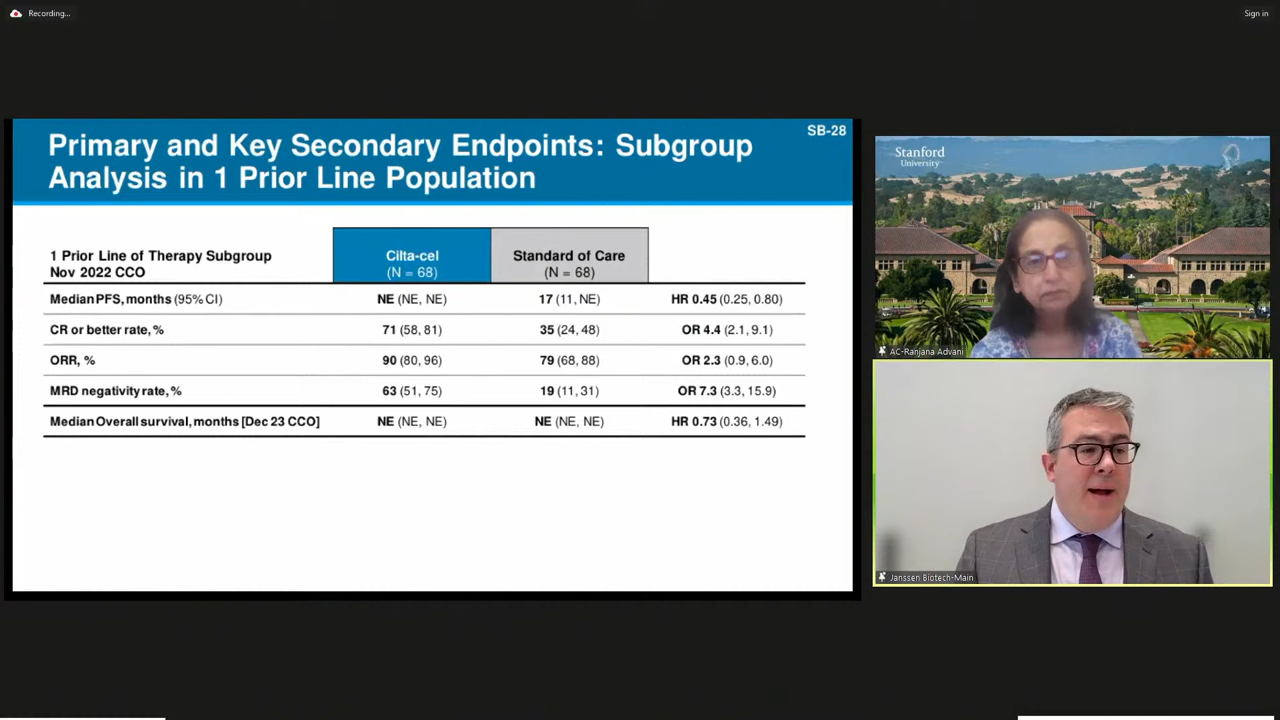 Recording...
Sign in
SB-28
Primary and Key Secondary Endpoints: Subgroup
Analysis in 1 Prior Line Population
1 Prior Line of Therapy Subgroup
Nov 2022 CCO
Cilta-cel
(N = 68)
Standard of Care
(N = 68)
Median PFS, months (95% CI) NE (NE, NE) 17 (11, NE) HR 0.45 (0.25, 0.80)
CR or better rate, % 71 (58, 81) 35 (24, 48) OR 4.4 (2.1, 9.1)
ORR, % 90 (80, 96) 79 (68, 88) OR 2.3 (0.9, 6.0)
MRD negativity rate, % 63 (51, 75) 19 (11, 31) OR 7.3 (3.3, 15.9)
Median Overall survival, months [Dec 23 CCO] NE (NE, NE) NE (NE, NE) HR 0.73 (0.36, 1.49)
Stanford
University
AC-Ranjana Advani
Janssen Biotech-Main